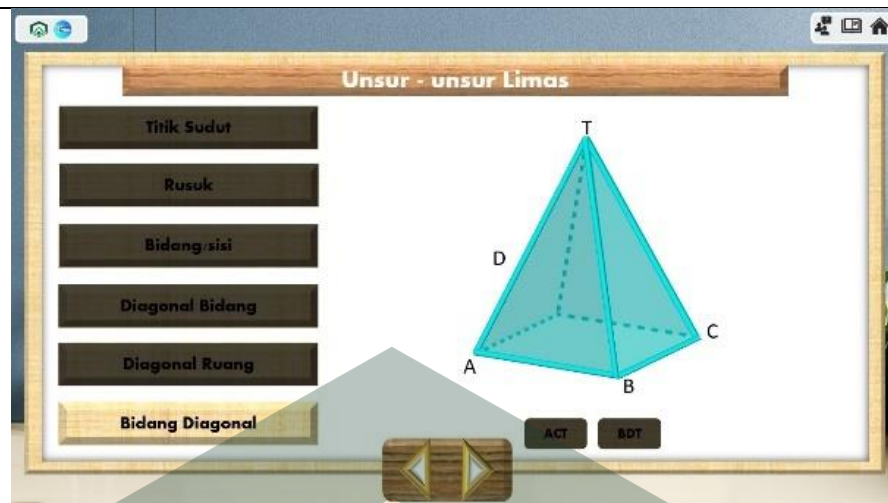 Unsur - unsur Limas
Titik Sudut
Rusuk
Bidang/sisi
Diagonal Bidang
Diagonal Ruang
Bidang Diagonal
T
D
A
B
C
ACT
BDT